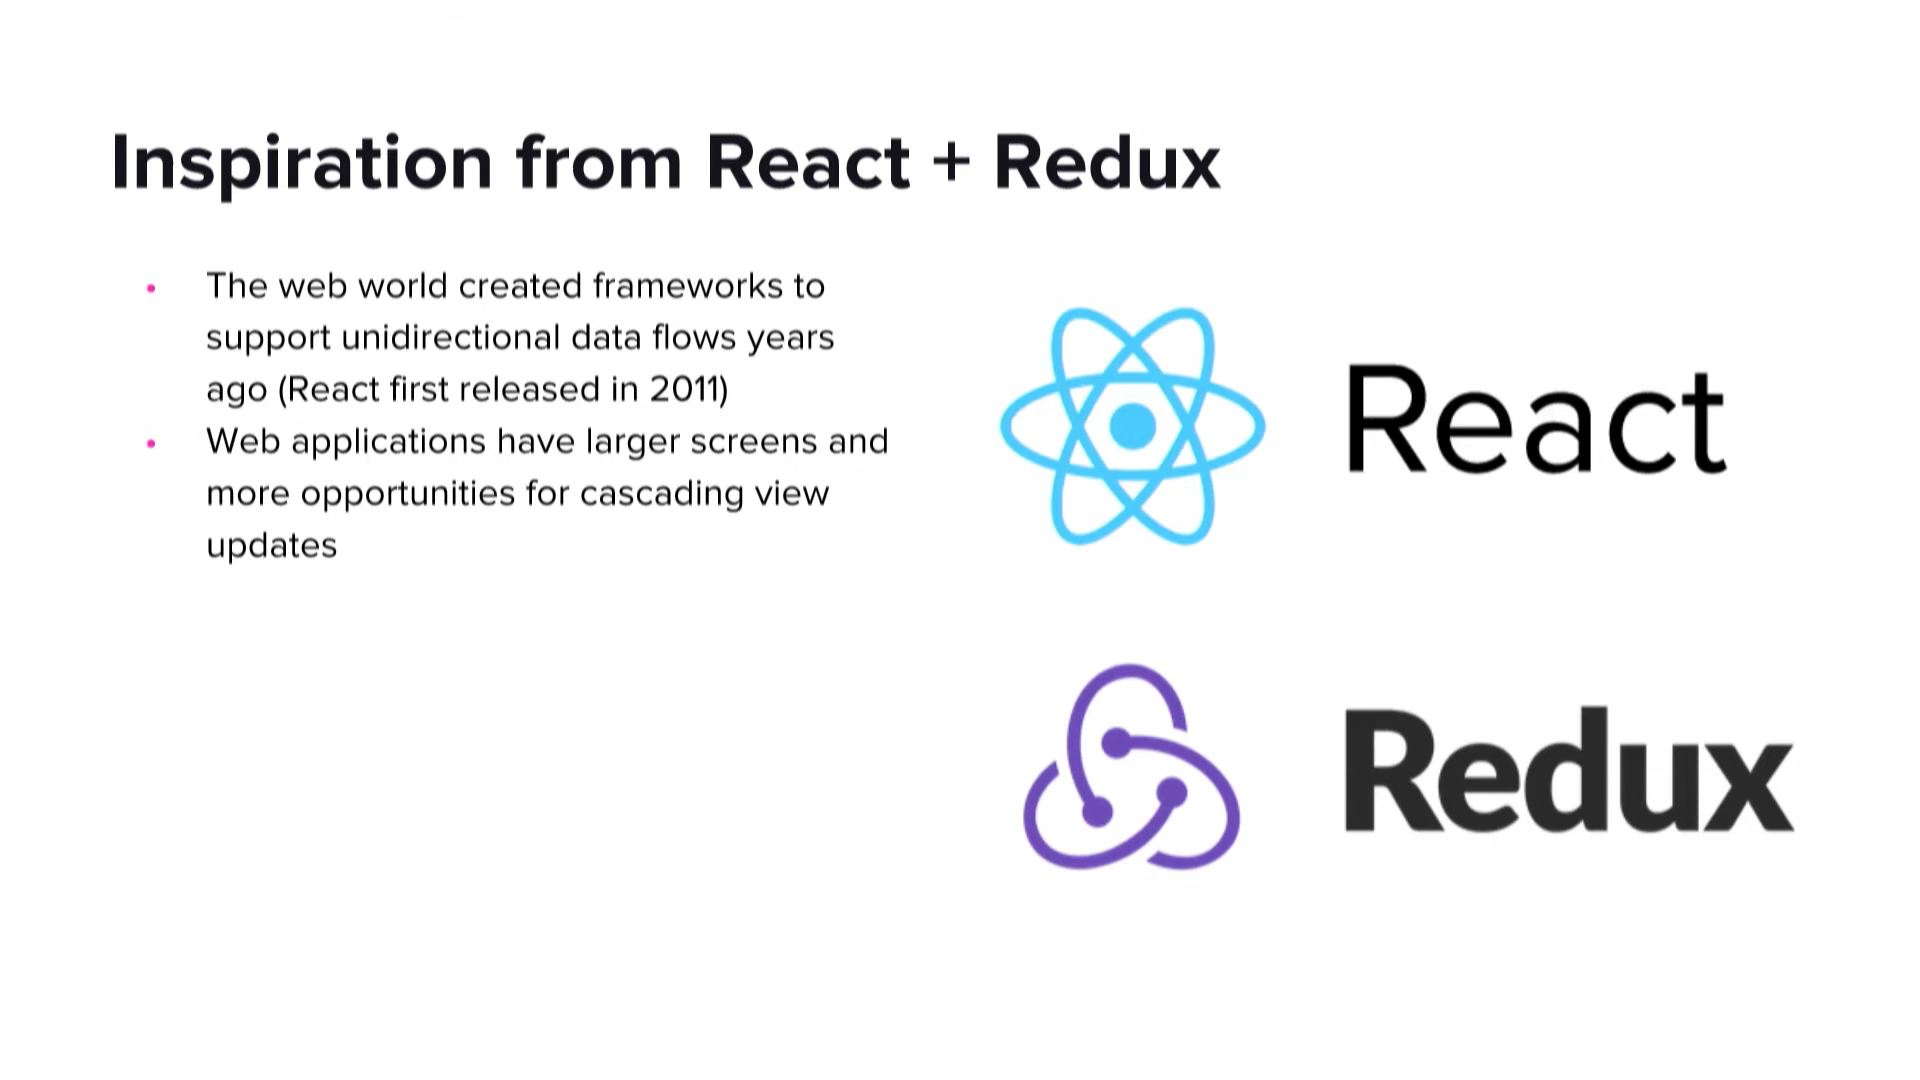 Inspiration from React + Redux
• The web world created frameworks to
support unidirectional data flows years
ago (React first released in 2011)
• Web applications have larger screens and
more opportunities for cascading view
updates
React
Redux